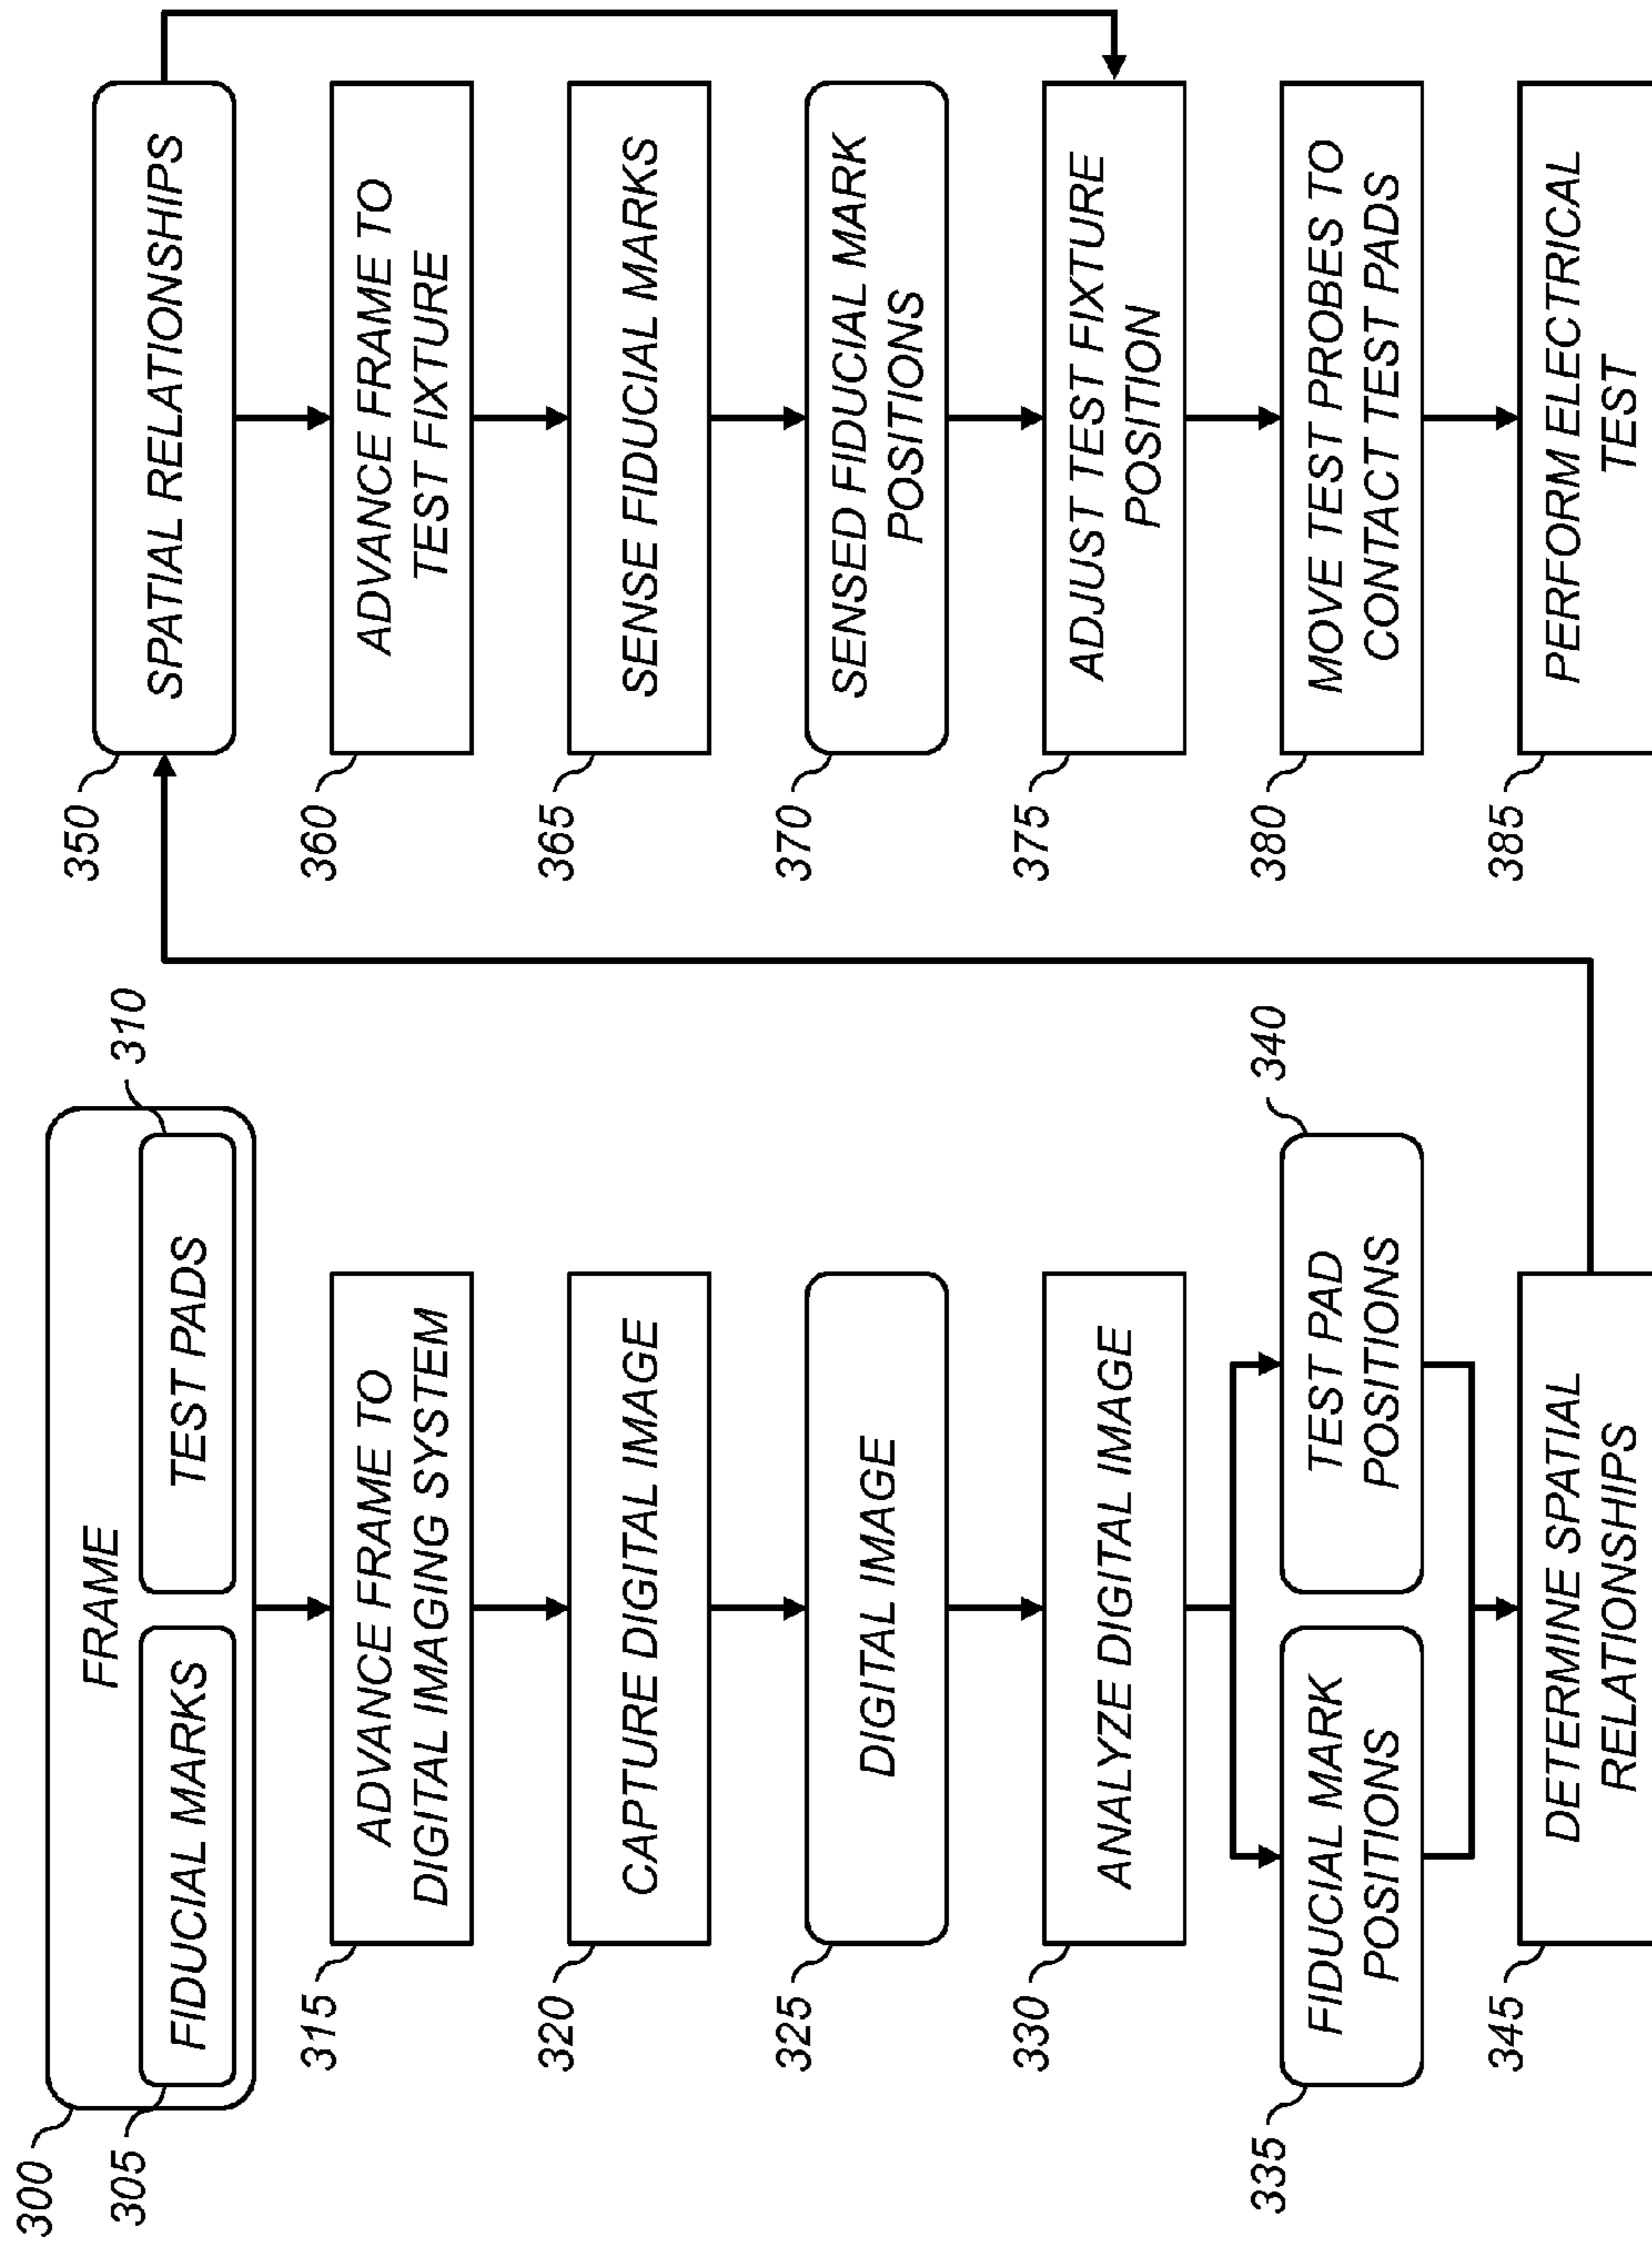 300
FRAME
305
FIDUCIAL MARKS
TEST PADS
310
315
ADVANCE FRAME TO
DIGITAL IMAGING SYSTEM
320
CAPTURE DIGITAL IMAGE
325
DIGITAL IMAGE
330
ANALYZE DIGITAL IMAGE
335
FIDUCIAL MARK
POSITIONS
340
TEST PAD
POSITIONS
345
DETERMINE SPATIAL
RELATIONSHIPS
350
SPATIAL RELATIONSHIPS
360
ADVANCE FRAME TO
TEST FIXTURE
365
SENSE FIDUCIAL MARKS
370
SENSED FIDUCIAL MARK
POSITIONS
375
ADJUST TEST FIXTURE
POSITION
380
MOVE TEST PROBES TO
CONTACT TEST PADS
385
PERFORM ELECTRICAL
TEST